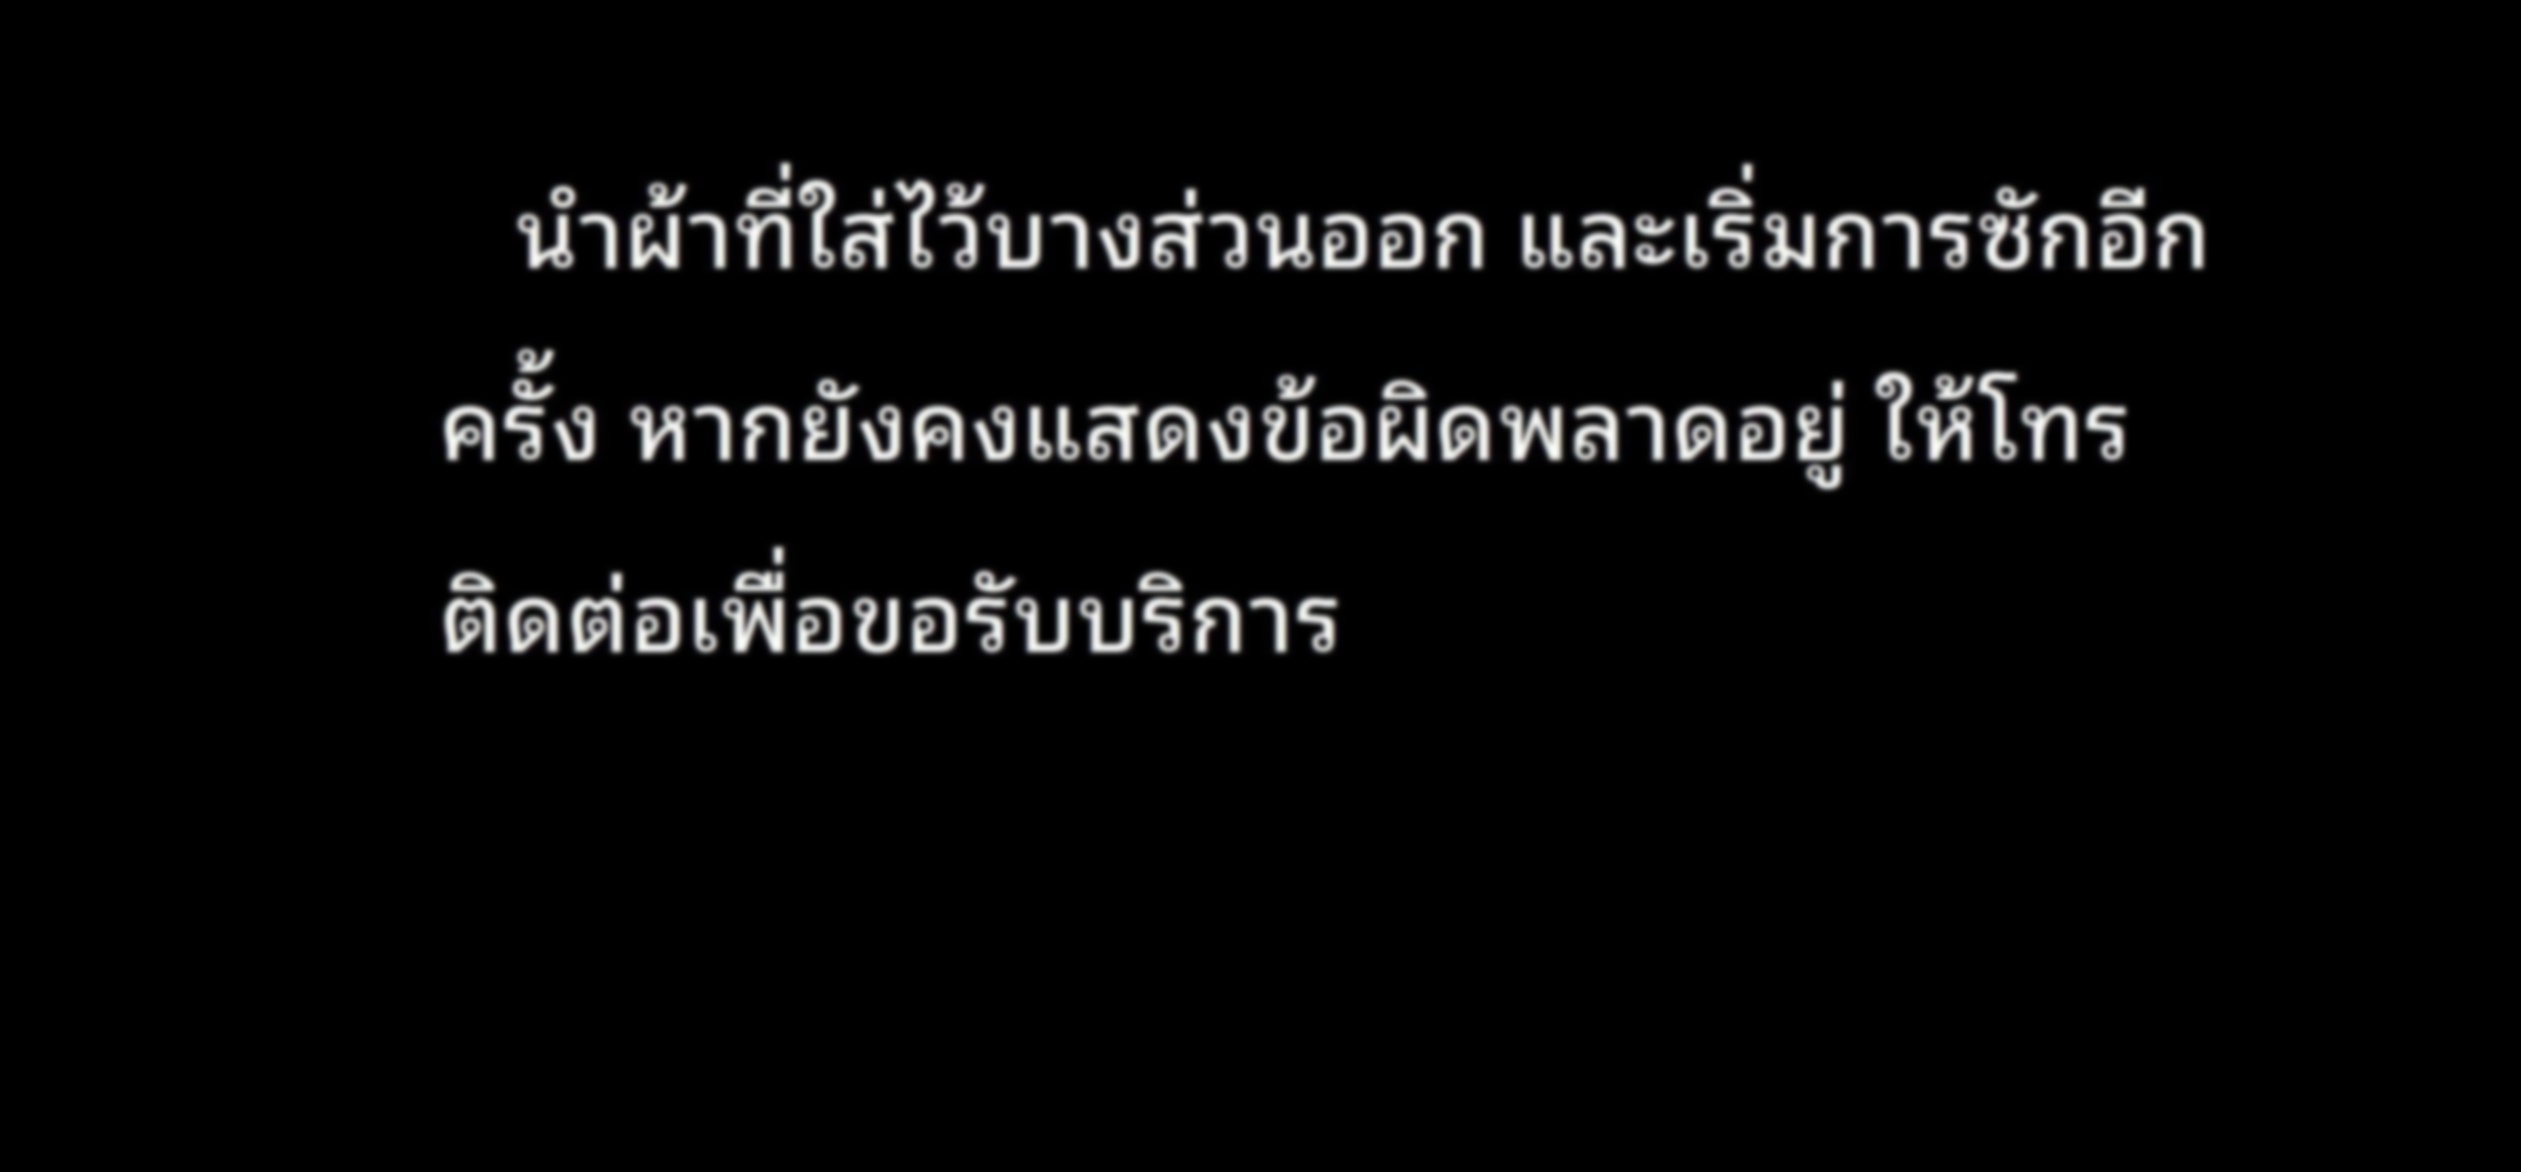 นำผ้าที่ใส่ไว้บางส่วนออก และเริ่มการซักอีก
ครั้ง หากยังคงแสดงข้อผิดพลาดอยู่ ให้โทร
ติดต่อเพื่อขอรับบริการ